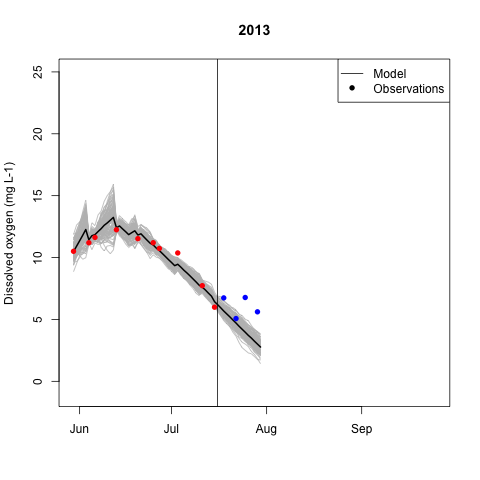 2013
Model
Observations
Dissolved oxygen (mg L-1)
25
20
15
10
5
0
Jun
Jul
Aug
Sep